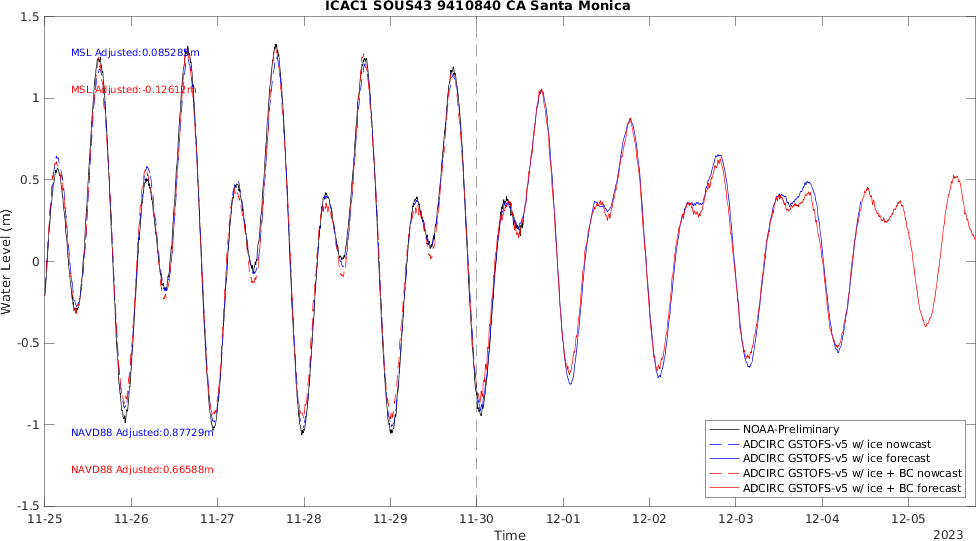 ICAC1 SOUS43 9410840 CA Santa Monica
1.5
MSL Adjusted:0.08528m
MSL Adjusted:-0.12612m
1
0.5
0
-0.5
-1
-1.5
Water Level (m)
NAVD88 Adjusted:0.87729m
NAVD88 Adjusted:0.66588m
NOAA-Preliminary
ADCIRC GSTOFS-v5 w/ ice nowcast
ADCIRC GSTOFS-v5 w/ ice forecast
ADCIRC GSTOFS-v5 w/ ice + BC nowcast
ADCIRC GSTOFS-v5 w/ ice + BC forecast
11-25 11-26 11-27 11-28 11-29 11-30 12-01 12-02 12-03 12-04 12-05
Time
2023